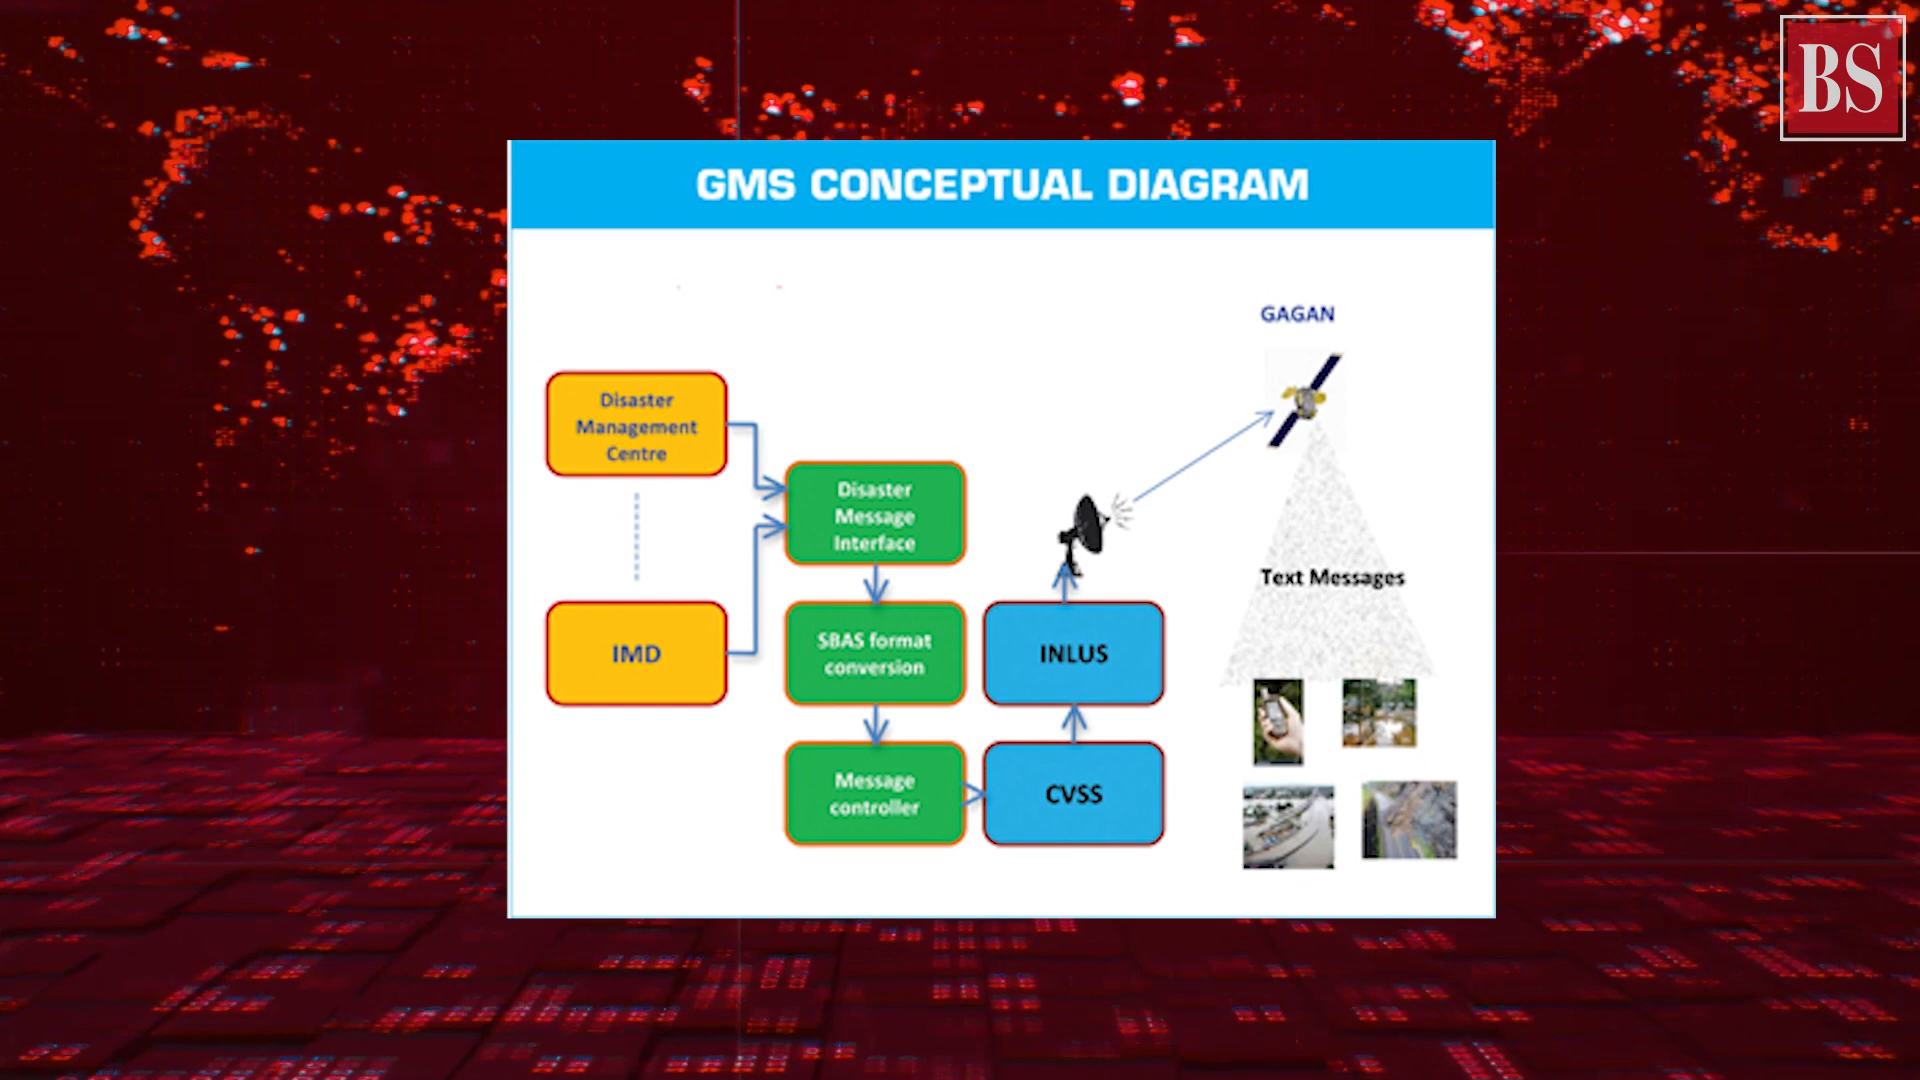 BS
GMS CONCEPTUAL DIAGRAM
GAGAN
Disaster
Management
Centre
Disaster
Message
Interface
Text Messages
IMD
SBAS format
conversion
INLUS
Message
controller
CVSS